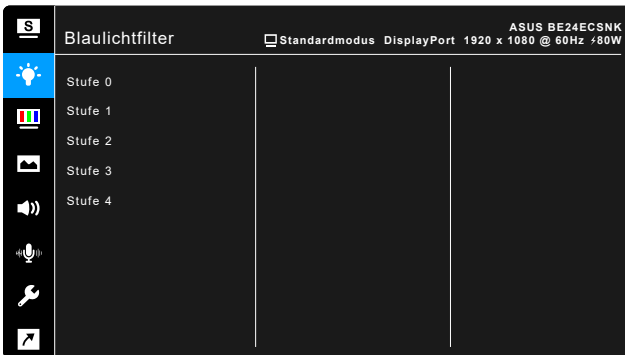 S
Blaulichtfilter
ASUS BE24ECSNK
Standardmodus DisplayPort 1920 x 1080 @ 60Hz ⚡80W
Stufe 0
Stufe 1
Stufe 2
Stufe 3
Stufe 4